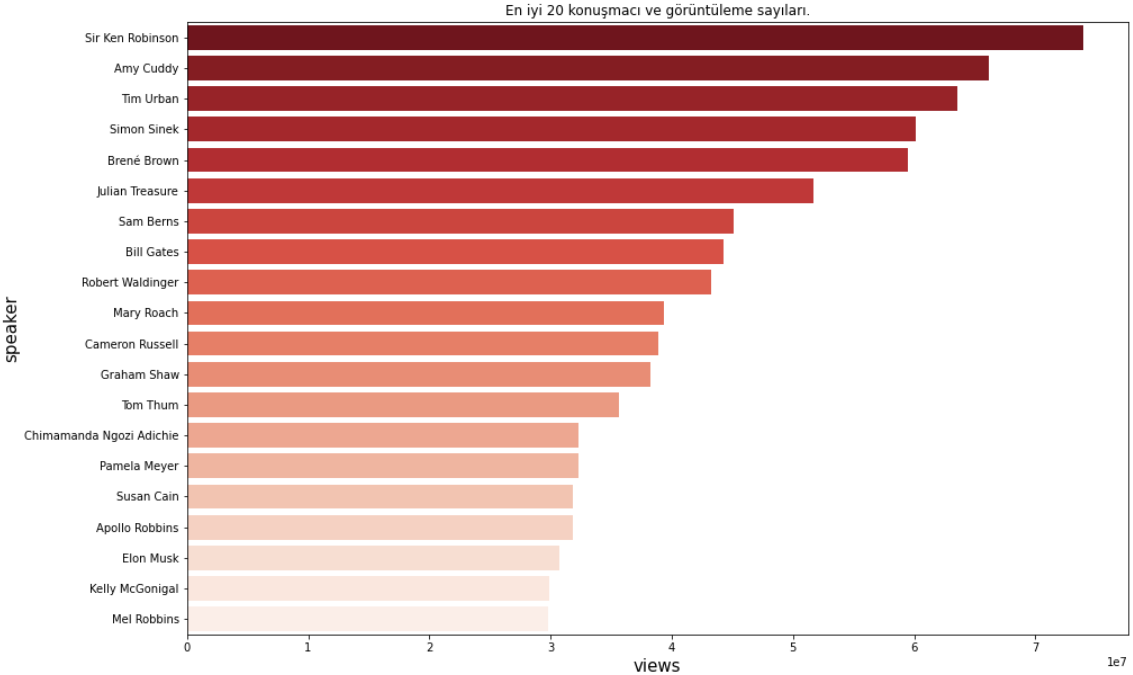 En iyi 20 konuşmacı ve görüntüleme sayıları.
Sir Ken Robinson
Amy Cuddy
Tim Urban
Simon Sinek
Brené Brown
Julian Treasure
Sam Berns
Bill Gates
Robert Waldinger
Mary Roach
Cameron Russell
Graham Shaw
Tom Thum
Chimamanda Ngozi Adichie
Pamela Meyer
Susan Cain
Apollo Robbins
Elon Musk
Kelly McGonigal
Mel Robbins
speaker
0 1 2 3 4 5 6 7
1e7
views